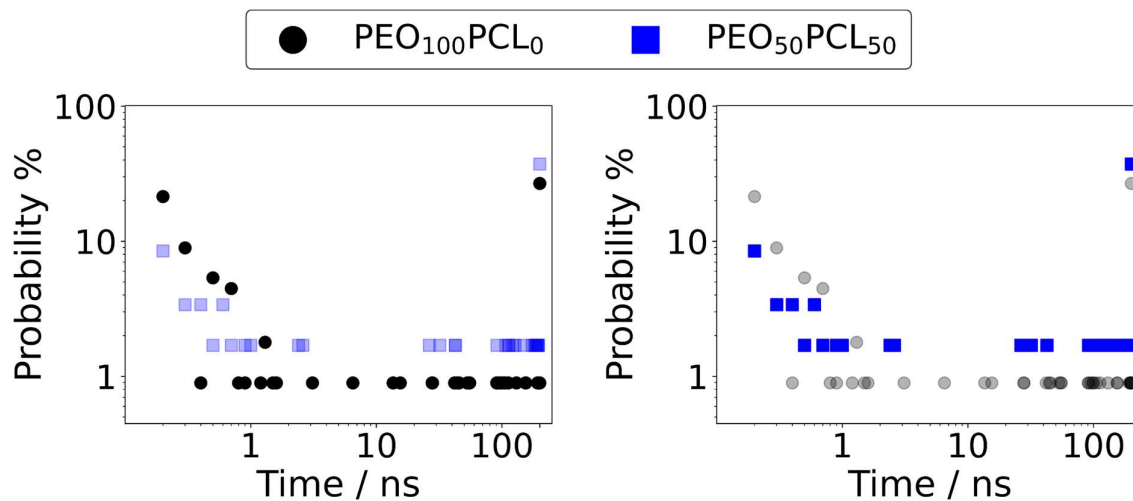 PEO₁₀₀PCL₀ PEO₅₀PCL₅₀
Probability %
100
10
1
1 10 100
Time / ns
Probability %
100
10
1
1 10 100
Time / ns